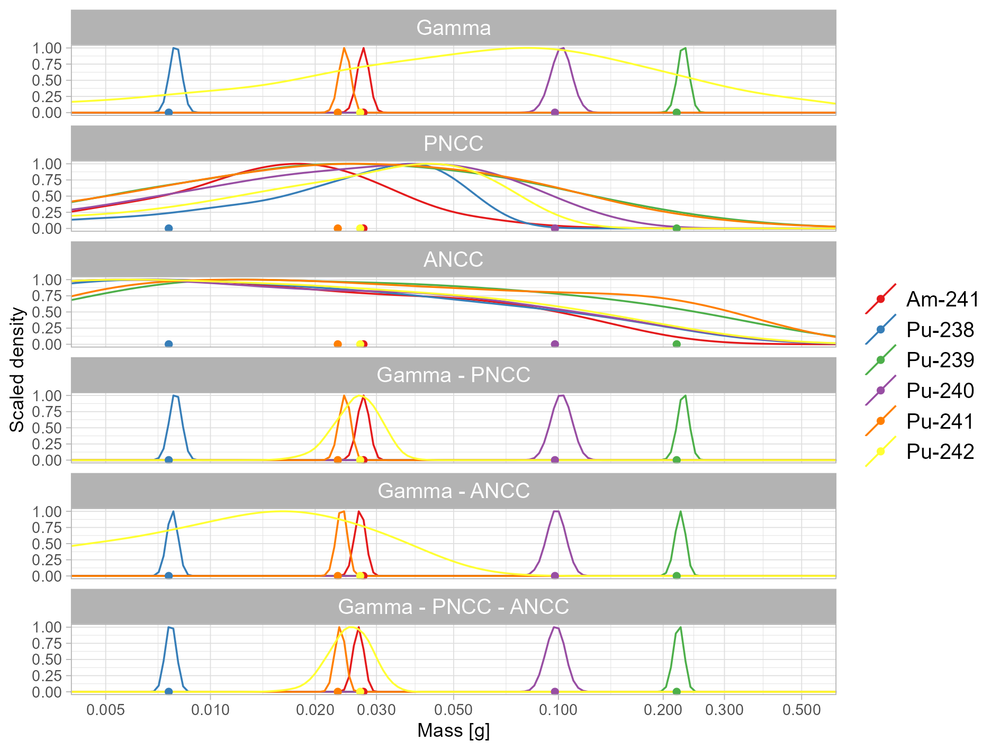 Gamma
1.00
0.75
0.50
0.25
0.00
PNCC
1.00
0.75
0.50
0.25
0.00
ANCC
1.00
0.75
0.50
0.25
0.00
Gamma - PNCC
1.00
0.75
0.50
0.25
0.00
Gamma - ANCC
1.00
0.75
0.50
0.25
0.00
Gamma - PNCC - ANCC
1.00
0.75
0.50
0.25
0.00
0.005 0.010 0.020 0.030 0.050 0.100 0.200 0.300 0.500
Mass [g]
Scaled density
Am-241
Pu-238
Pu-239
Pu-240
Pu-241
Pu-242